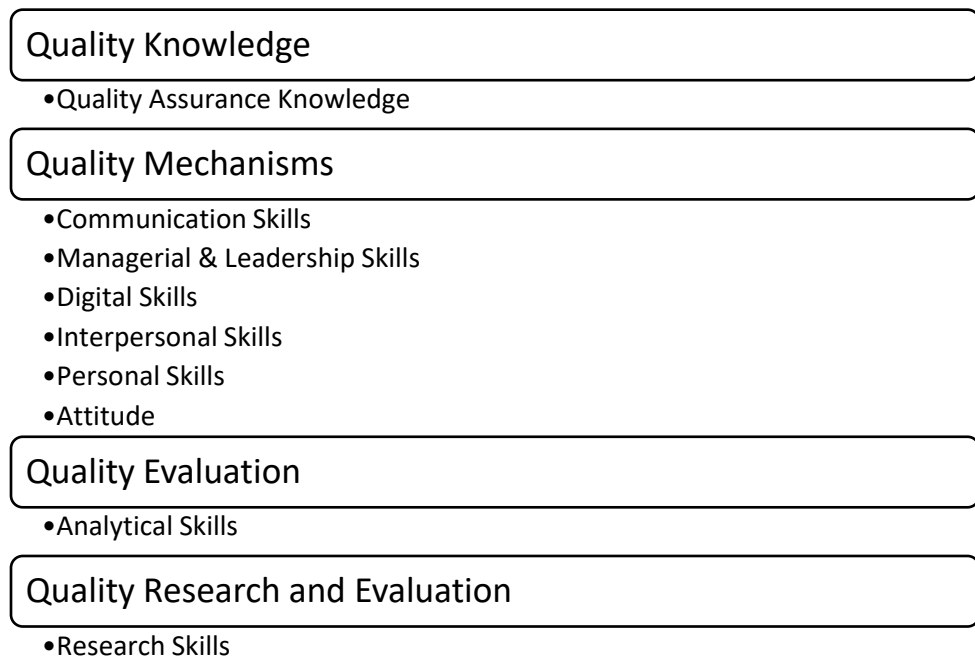 Quality Knowledge
•Quality Assurance Knowledge
Quality Mechanisms
•Communication Skills
•Managerial & Leadership Skills
•Digital Skills
•Interpersonal Skills
•Personal Skills
•Attitude
Quality Evaluation
•Analytical Skills
Quality Research and Evaluation
•Research Skills